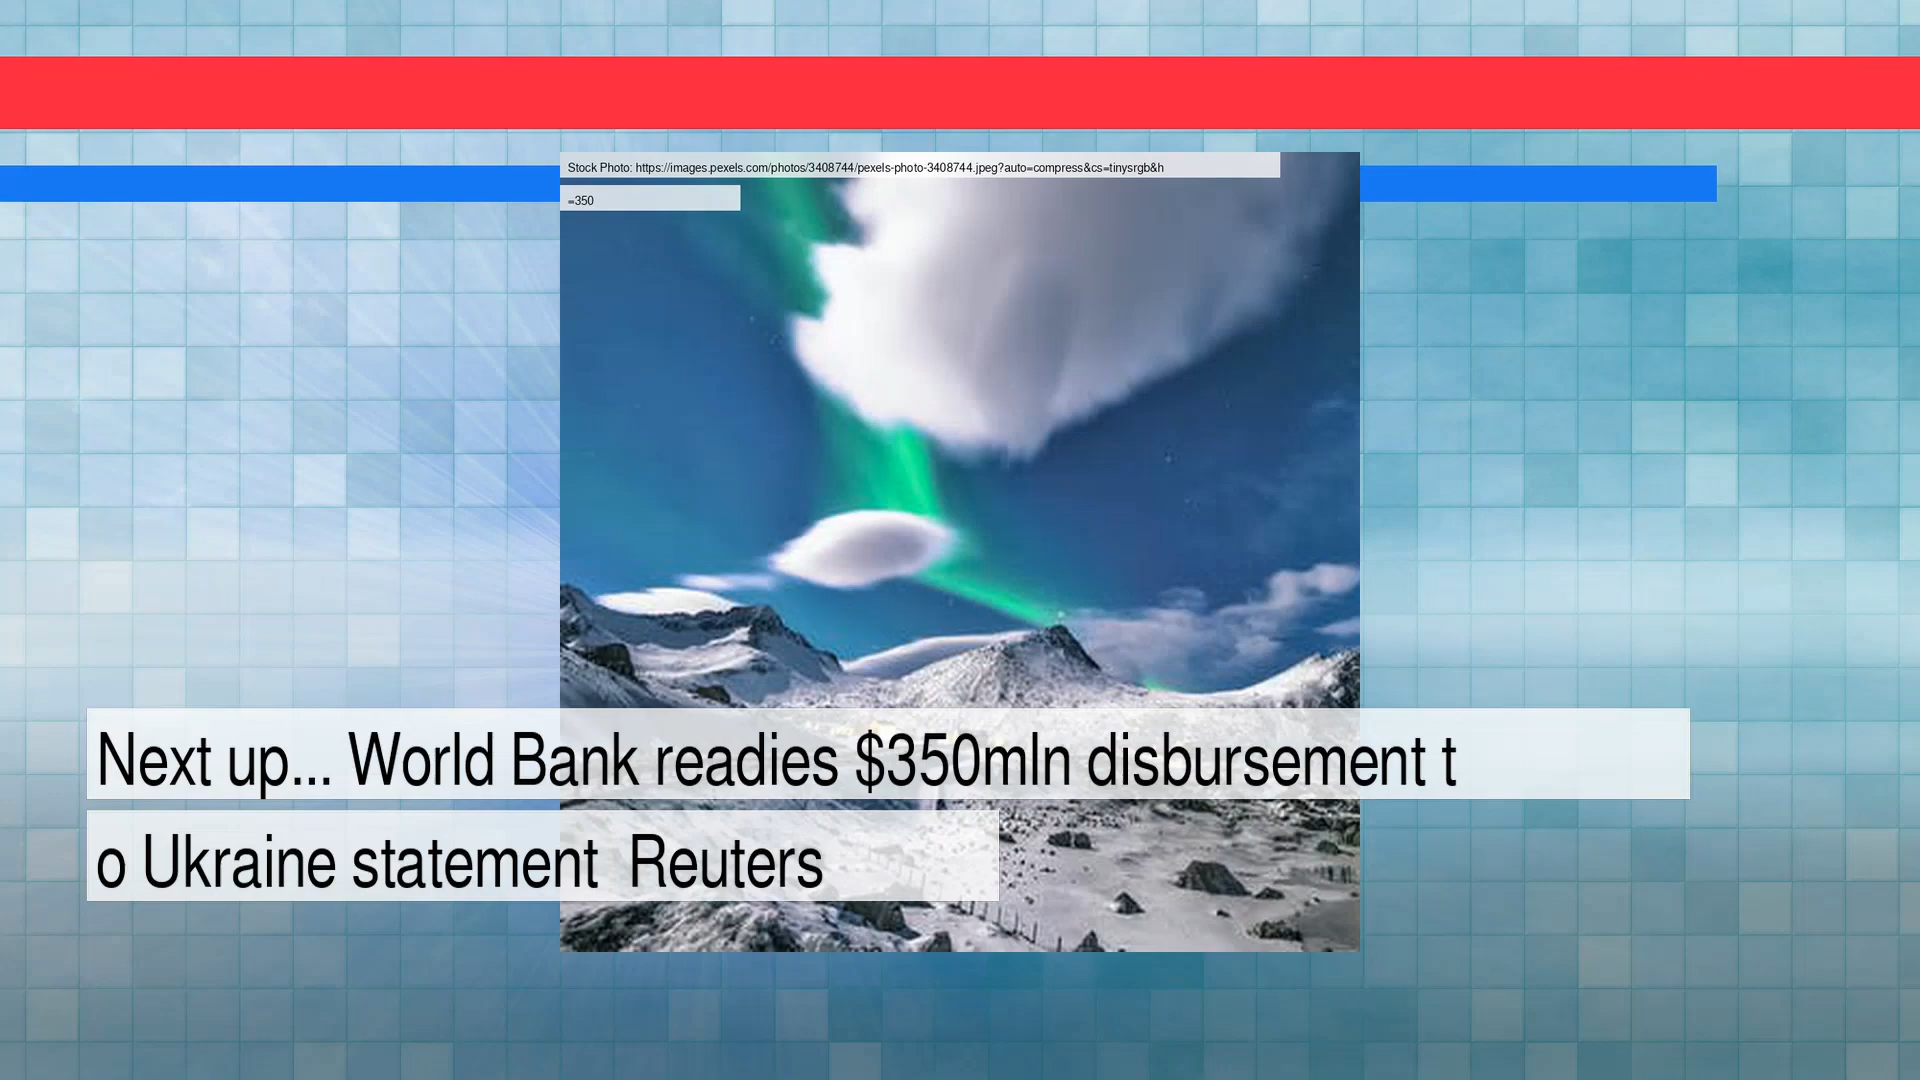 Stock Photo: https://images.pexels.com/photos/3408744/pexels-photo-3408744.jpeg?auto=compress&cs=tinysrgb&h
=350
Next up... World Bank readies $350mln disbursement t
o Ukraine statement  Reuters